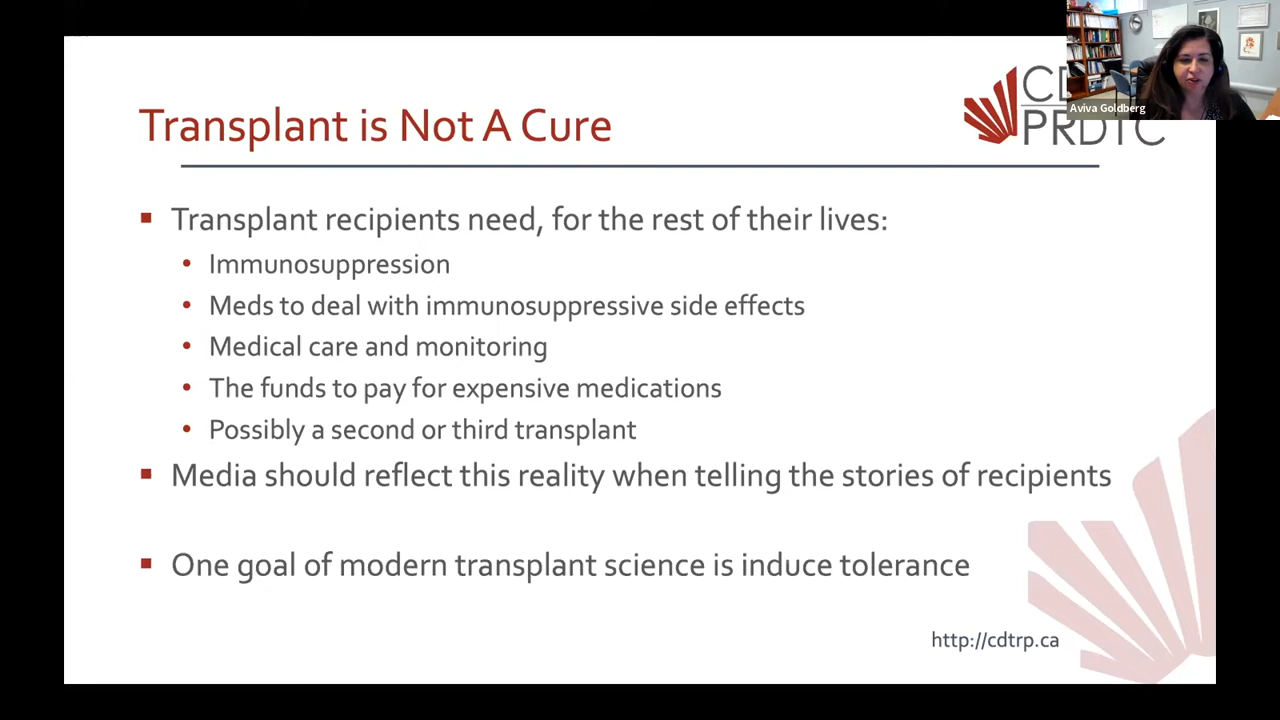 Transplant is Not A Cure
CD
PRDTC
Aviva Goldberg
▪ Transplant recipients need, for the rest of their lives:
• Immunosuppression
• Meds to deal with immunosuppressive side effects
• Medical care and monitoring
• The funds to pay for expensive medications
• Possibly a second or third transplant
▪ Media should reflect this reality when telling the stories of recipients
▪ One goal of modern transplant science is induce tolerance
http://cdtrp.ca